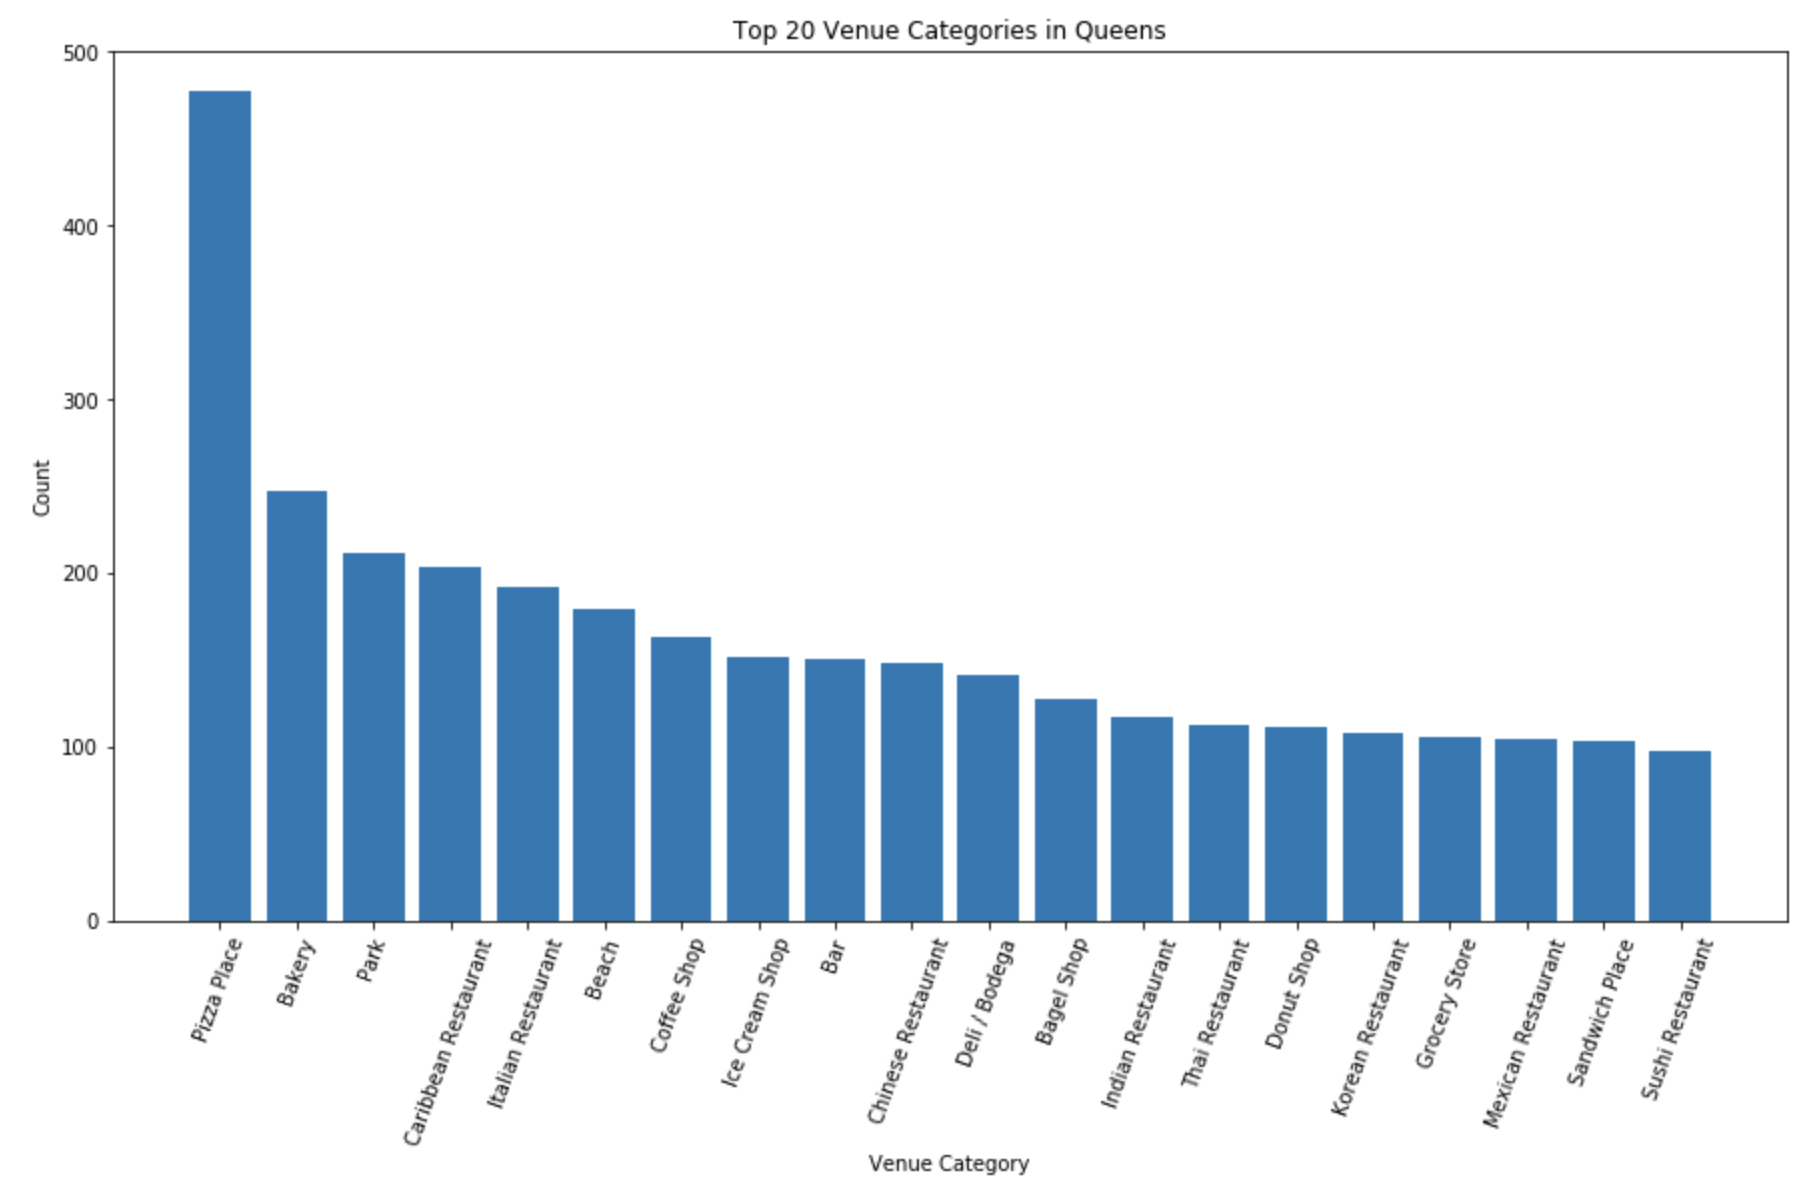 Top 20 Venue Categories in Queens
500
400
300
200
100
0
Count
Pizza Place
Bakery
Park
Caribbean Restaurant
Italian Restaurant
Beach
Coffee Shop
Ice Cream Shop
Bar
Chinese Restaurant
Deli / Bodega
Bagel Shop
Indian Restaurant
Thai Restaurant
Donut Shop
Korean Restaurant
Grocery Store
Mexican Restaurant
Sandwich Place
Sushi Restaurant
Venue Category